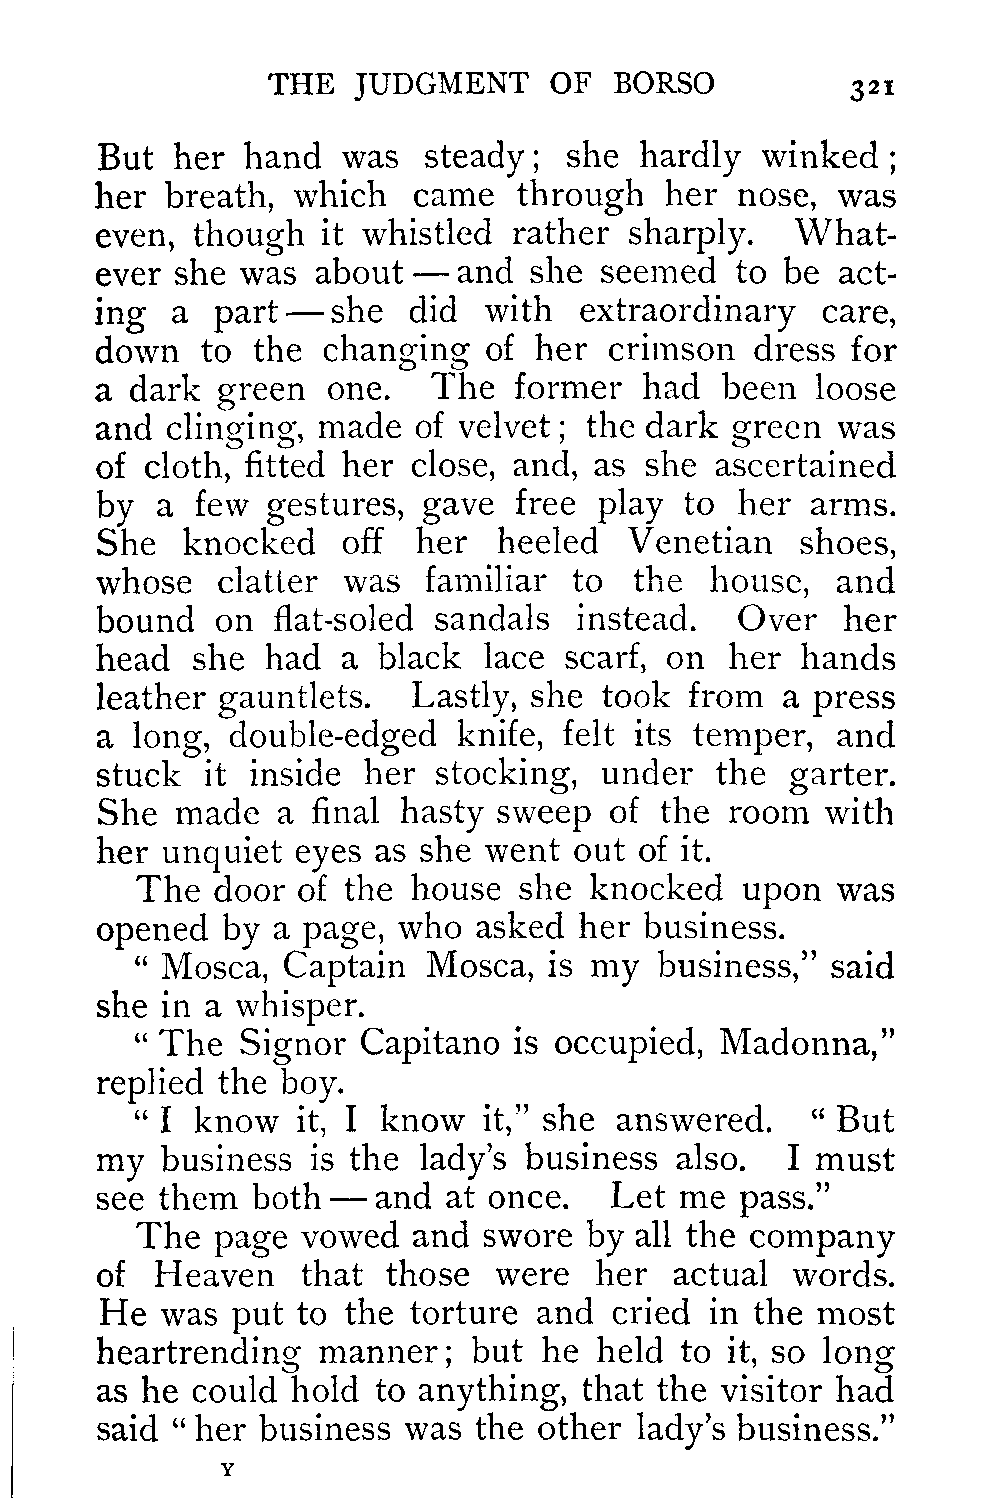 THE JUDGMENT OF BORSO 321
But her hand was steady; she hardly winked;
her breath, which came through her nose, was
even, though it whistled rather sharply. What-
ever she was about — and she seemed to be act-
ing a part — she did with extraordinary care,
down to the changing of her crimson dress for
a dark green one. The former had been loose
and clinging, made of velvet; the dark green was
of cloth, fitted her close, and, as she ascertained
by a few gestures, gave free play to her arms.
She knocked off her heeled Venetian shoes,
whose clatter was familiar to the house, and
bound on flat-soled sandals instead. Over her
head she had a black lace scarf, on her hands
leather gauntlets. Lastly, she took from a press
a long, double-edged knife, felt its temper, and
stuck it inside her stocking, under the garter.
She made a final hasty sweep of the room with
her unquiet eyes as she went out of it.
The door of the house she knocked upon was
opened by a page, who asked her business.
“ Mosca, Captain Mosca, is my business,” said
she in a whisper.
“ The Signor Capitano is occupied, Madonna,”
replied the boy.
“ I know it, I know it,” she answered. “ But
my business is the lady’s business also. I must
see them both — and at once. Let me pass.”
The page vowed and swore by all the company
of Heaven that those were her actual words.
He was put to the torture and cried in the most
heartrending manner; but he held to it, so long
as he could hold to anything, that the visitor had
said “ her business was the other lady’s business.”
Y